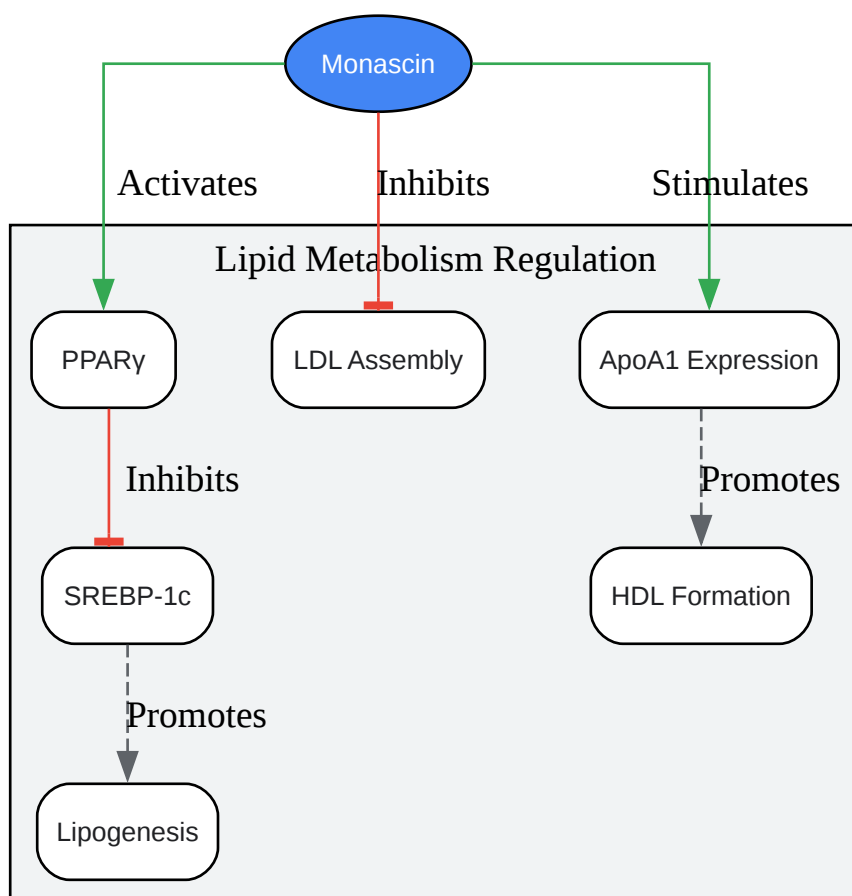 Monascin
Activates
Inhibits
Stimulates
Lipid Metabolism Regulation
PPARγ
LDL Assembly
ApoA1 Expression
Inhibits
Promotes
SREBP-1c
HDL Formation
Promotes
Lipogenesis